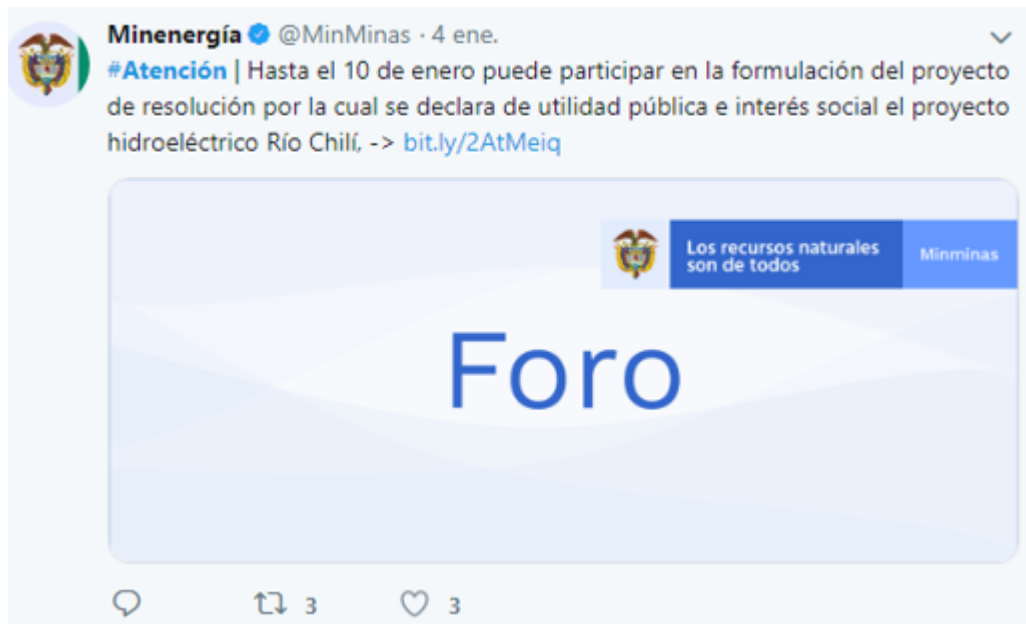 Minenergía @MinMinas · 4 ene.
#Atención | Hasta el 10 de enero puede participar en la formulación del proyecto
de resolución por la cual se declara de utilidad pública e interés social el proyecto
hidroeléctrico Río Chilí, -> bit.ly/2AtMeiq
Los recursos naturales
son de todos
Minminas
Foro
3
3